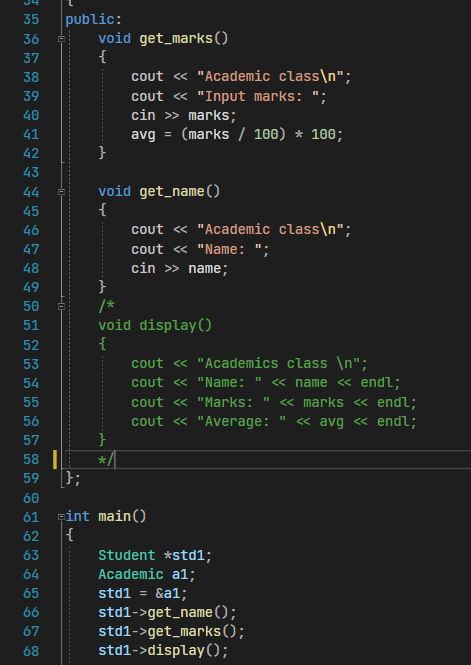 34 {
35 public:
36 void get_marks()
37 {
38 cout << "Academic class\n";
39 cout << "Input marks: ";
40 cin >> marks;
41 avg = (marks / 100) * 100;
42 }
43
44 void get_name()
45 {
46 cout << "Academic class\n";
47 cout << "Name: ";
48 cin >> name;
49 }
50 /*
51 void display()
52 {
53 cout << "Academics class \n";
54 cout << "Name: " << name << endl;
55 cout << "Marks: " << marks << endl;
56 cout << "Average: " << avg << endl;
57 }
58 */
59 };
60
61 int main()
62 {
63 Student *std1;
64 Academic a1;
65 std1 = &a1;
66 std1->get_name();
67 std1->get_marks();
68 std1->display();